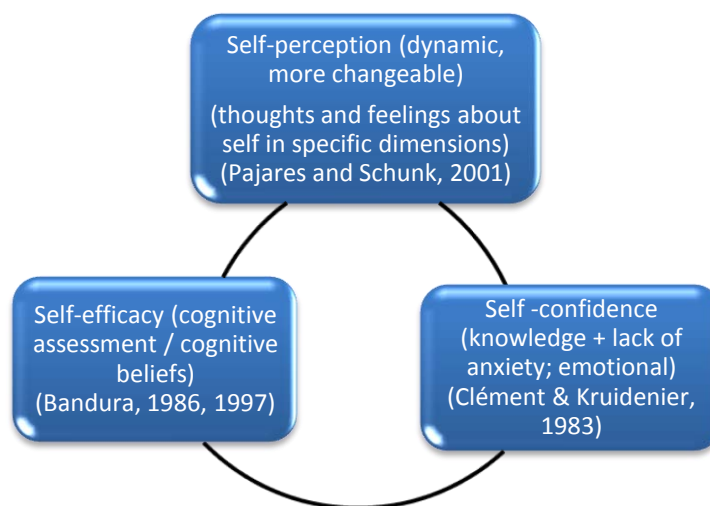 Self-perception (dynamic,
more changeable)
(thoughts and feelings about
self in specific dimensions)
(Pajares and Schunk, 2001)
Self-efficacy (cognitive
assessment / cognitive
beliefs)
(Bandura, 1986, 1997)
Self -confidence
(knowledge + lack of
anxiety; emotional)
(Clément & Kruidenier,
1983)